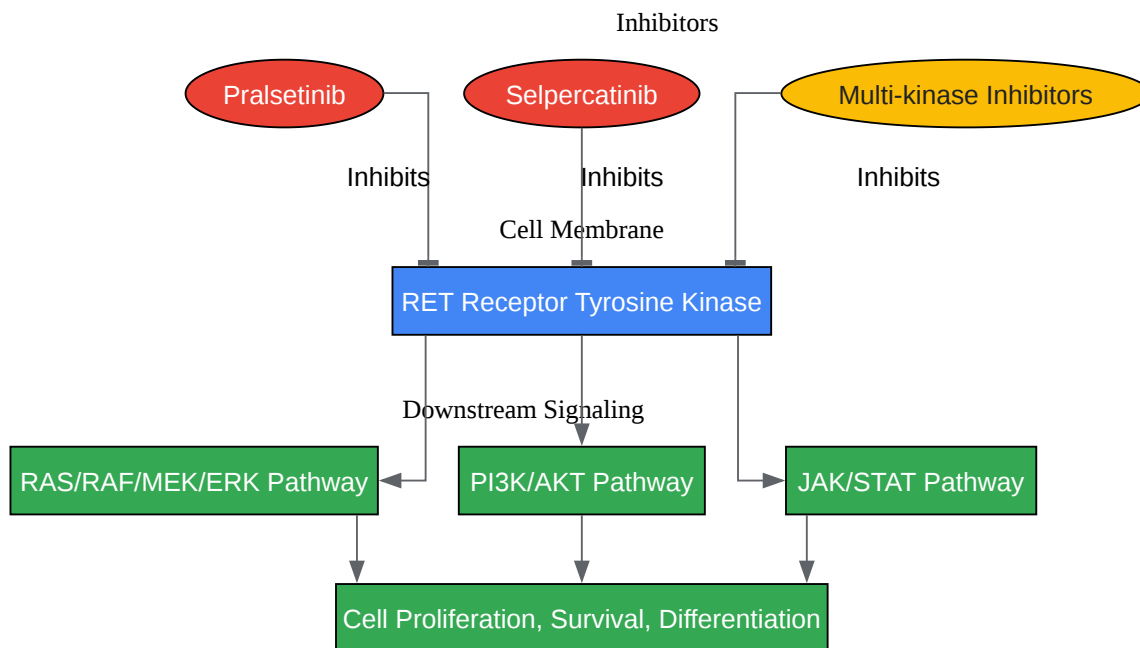 Inhibitors
Pralsetinib
Selpercatinib
Multi-kinase Inhibitors
Inhibits
Inhibits
Inhibits
Cell Membrane
RET Receptor Tyrosine Kinase
Downstream Signaling
RAS/RAF/MEK/ERK Pathway
PI3K/AKT Pathway
JAK/STAT Pathway
Cell Proliferation, Survival, Differentiation